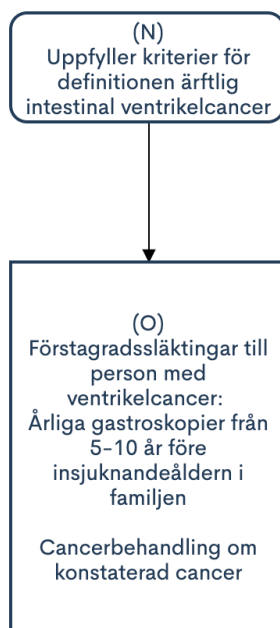 (N)
Uppfyller kriterier för
definitionen ärftlig
intestinal ventrikelcancer
(O)
Förstagradssläktingar till
person med
ventrikelcancer:
Årliga gastroskopier från
5-10 år före
insjuknandeåldern i
familjen
Cancerbehandling om
konstaterad cancer